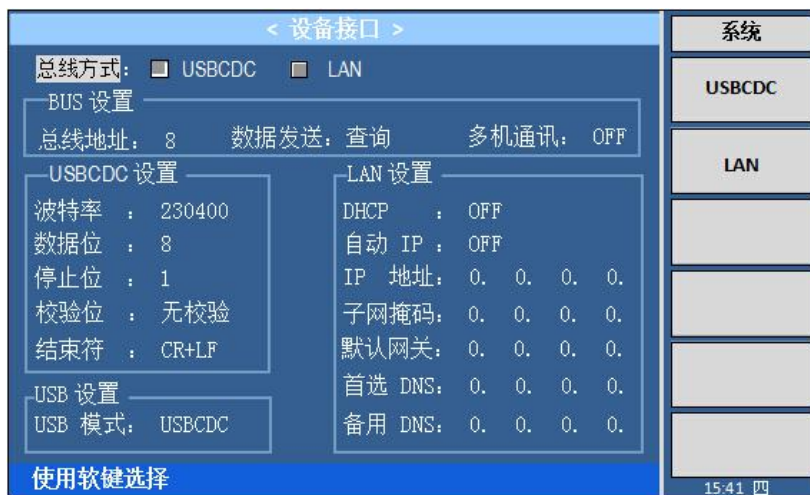 < 设备接口 >
总线方式： USBCDC LAN
BUS 设置
总线地址： 8 数据发送：查询 多机通讯： OFF
USBCDC 设置
波特率 ： 230400
数据位 ： 8
停止位 ： 1
校验位 ： 无校验
结束符 ： CR+LF
USB 设置
USB 模式： USBCDC
LAN 设置
DHCP ： OFF
自动 IP ： OFF
IP 地址： 0. 0. 0. 0.
子网掩码： 0. 0. 0. 0.
默认网关： 0. 0. 0. 0.
首选 DNS： 0. 0. 0. 0.
备用 DNS： 0. 0. 0. 0.
使用软键选择
系统
USBCDC
LAN
15:41 四